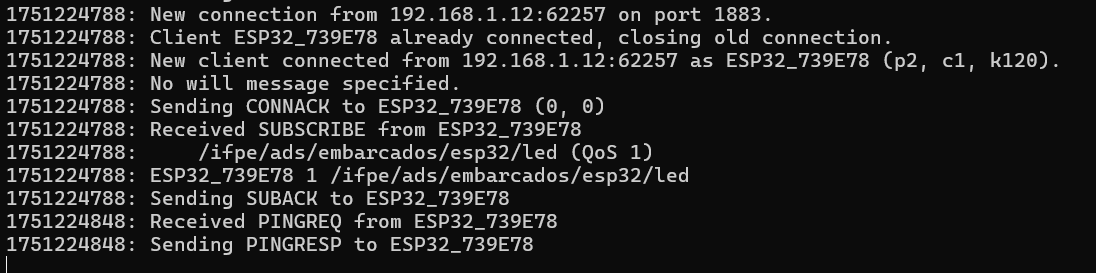 1751224788: New connection from 192.168.1.12:62257 on port 1883.
1751224788: Client ESP32_739E78 already connected, closing old connection.
1751224788: New client connected from 192.168.1.12:62257 as ESP32_739E78 (p2, c1, k120).
1751224788: No will message specified.
1751224788: Sending CONNACK to ESP32_739E78 (0, 0)
1751224788: Received SUBSCRIBE from ESP32_739E78
1751224788:     /ifpe/ads/embarcados/esp32/led (QoS 1)
1751224788: ESP32_739E78 1 /ifpe/ads/embarcados/esp32/led
1751224788: Sending SUBACK to ESP32_739E78
1751224848: Received PINGREQ from ESP32_739E78
1751224848: Sending PINGRESP to ESP32_739E78